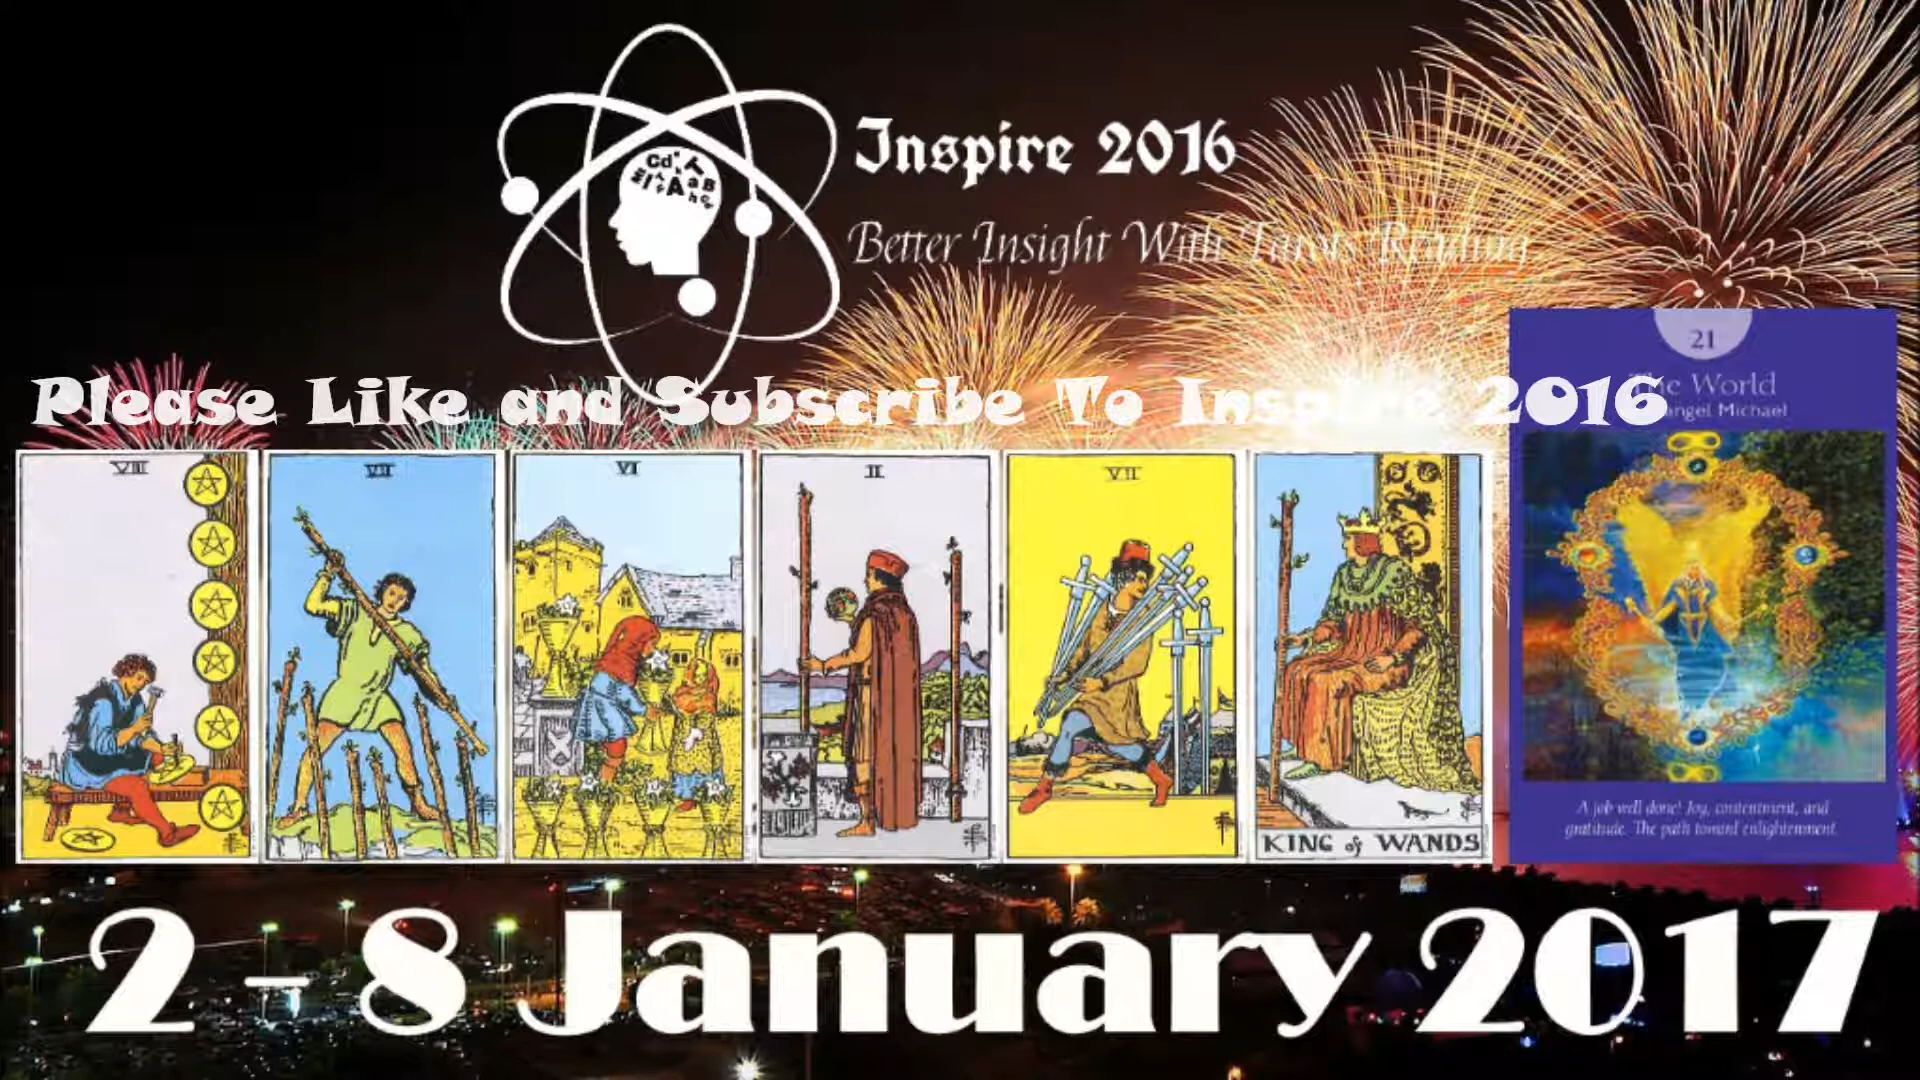 Inspire 2016
Better Insight With Tarots Reading
Please Like and Subscribe To Inspire 2016
21
The World
angel Michael
VIII
VII
VI
II
VII
KING of WANDS
A job well done! Joy, contentment, and
gratitude. The path toward enlightenment.
2 - 8 January 2017